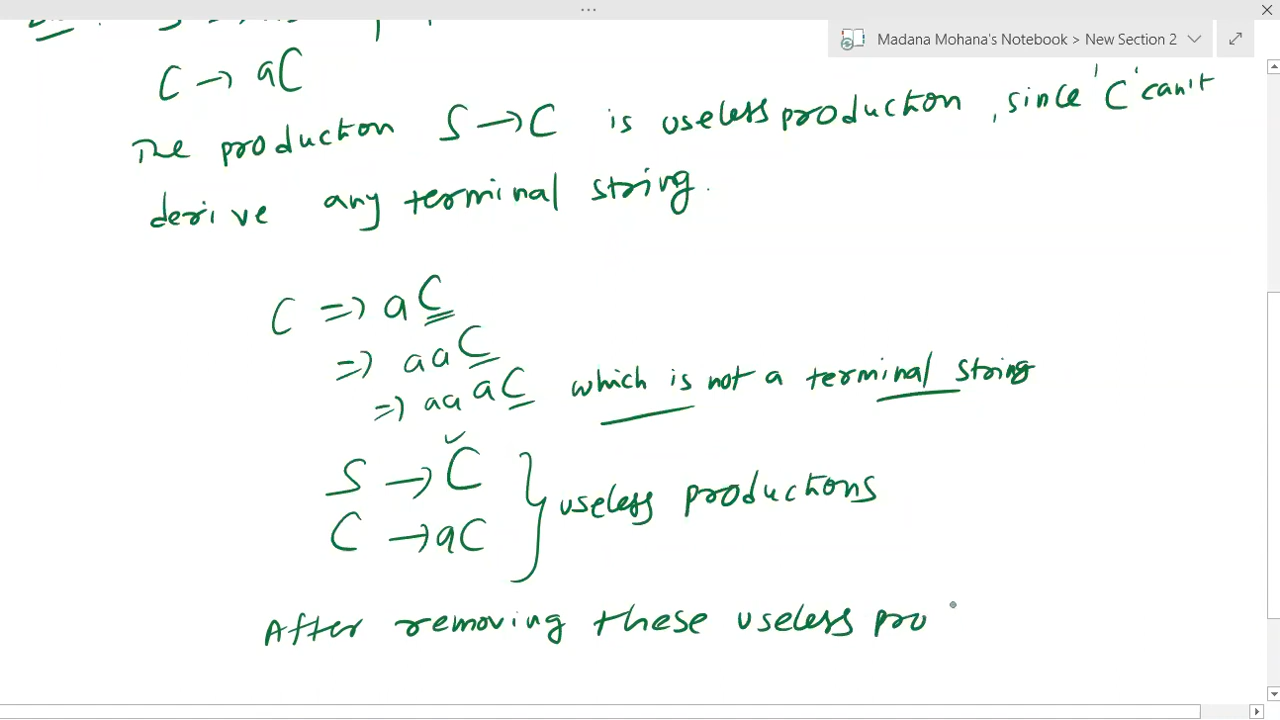 Madana Mohana's Notebook > New Section 2
C → aC
The production S → C is useless production, since 'C' can't
derive any terminal string.
C => aC
=> aaC
=> aaaC which is not a terminal string
S → C
C → aC } useless productions
After removing these useless pro